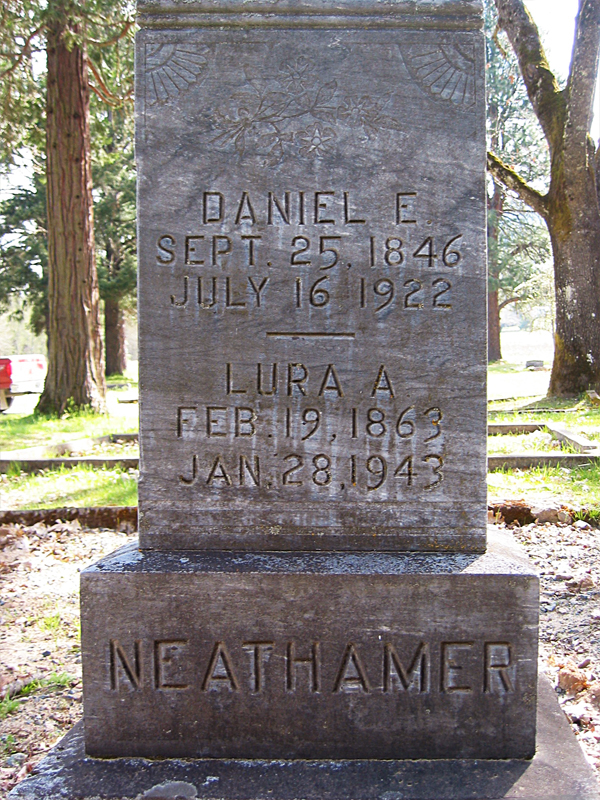 DANIEL E.
SEPT. 25, 1846
JULY 16 1922
LURA A
FEB. 19, 1863
JAN. 28, 1943
NEATHAMER